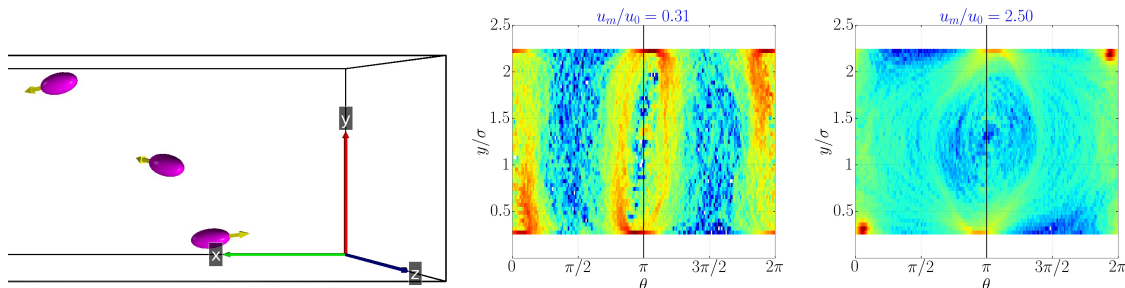 y
x
z
u_m/u_0 = 0.31
y/σ
2.5
2
1.5
1
0.5
0
π/2
π
3π/2
2π
θ
u_m/u_0 = 2.50
y/σ
2.5
2
1.5
1
0.5
0
π/2
π
3π/2
2π
θ